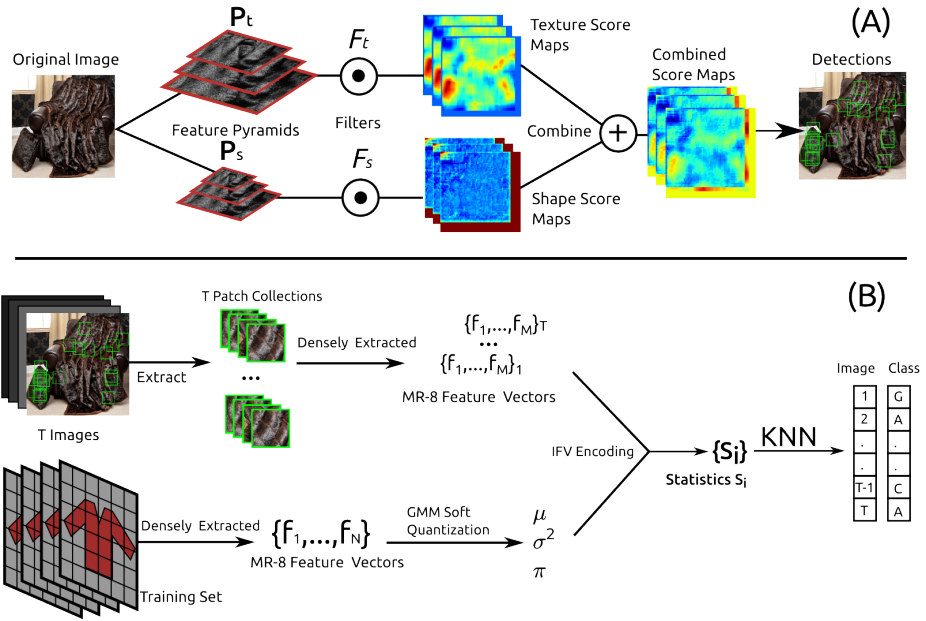 (A)
Original Image
Pt
Feature Pyramids
Ps
Ft
Filters
Fs
Texture Score
Maps
Combine
Shape Score
Maps
Combined
Score Maps
Detections
(B)
T Images
Extract
T Patch Collections
...
Densely Extracted
{f1,...,fM}T
...
{f1,...,fM}1
MR-8 Feature Vectors
Training Set
Densely Extracted
{f1,...,fN}
MR-8 Feature Vectors
GMM Soft
Quantization
μ
σ2
π
IFV Encoding
{Si}
Statistics Si
KNN
Image Class
1 G
2 A
. .
. .
T-1 C
T A